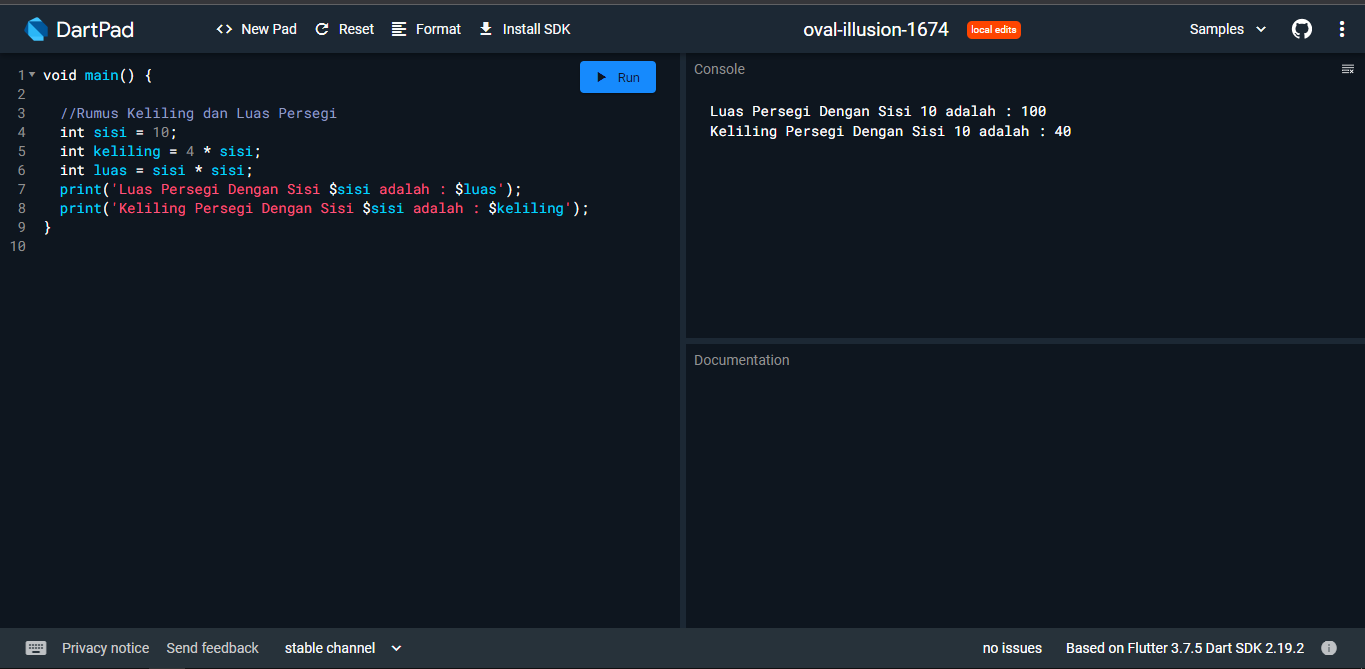 DartPad <> New Pad Reset Format Install SDK oval-illusion-1674 local edits Samples
Run
1 void main() {
2
3 //Rumus Keliling dan Luas Persegi
4 int sisi = 10;
5 int keliling = 4 * sisi;
6 int luas = sisi * sisi;
7 print('Luas Persegi Dengan Sisi $sisi adalah : $luas');
8 print('Keliling Persegi Dengan Sisi $sisi adalah : $keliling');
9 }
10
Console
Luas Persegi Dengan Sisi 10 adalah : 100
Keliling Persegi Dengan Sisi 10 adalah : 40
Documentation
Privacy notice Send feedback stable channel no issues Based on Flutter 3.7.5 Dart SDK 2.19.2